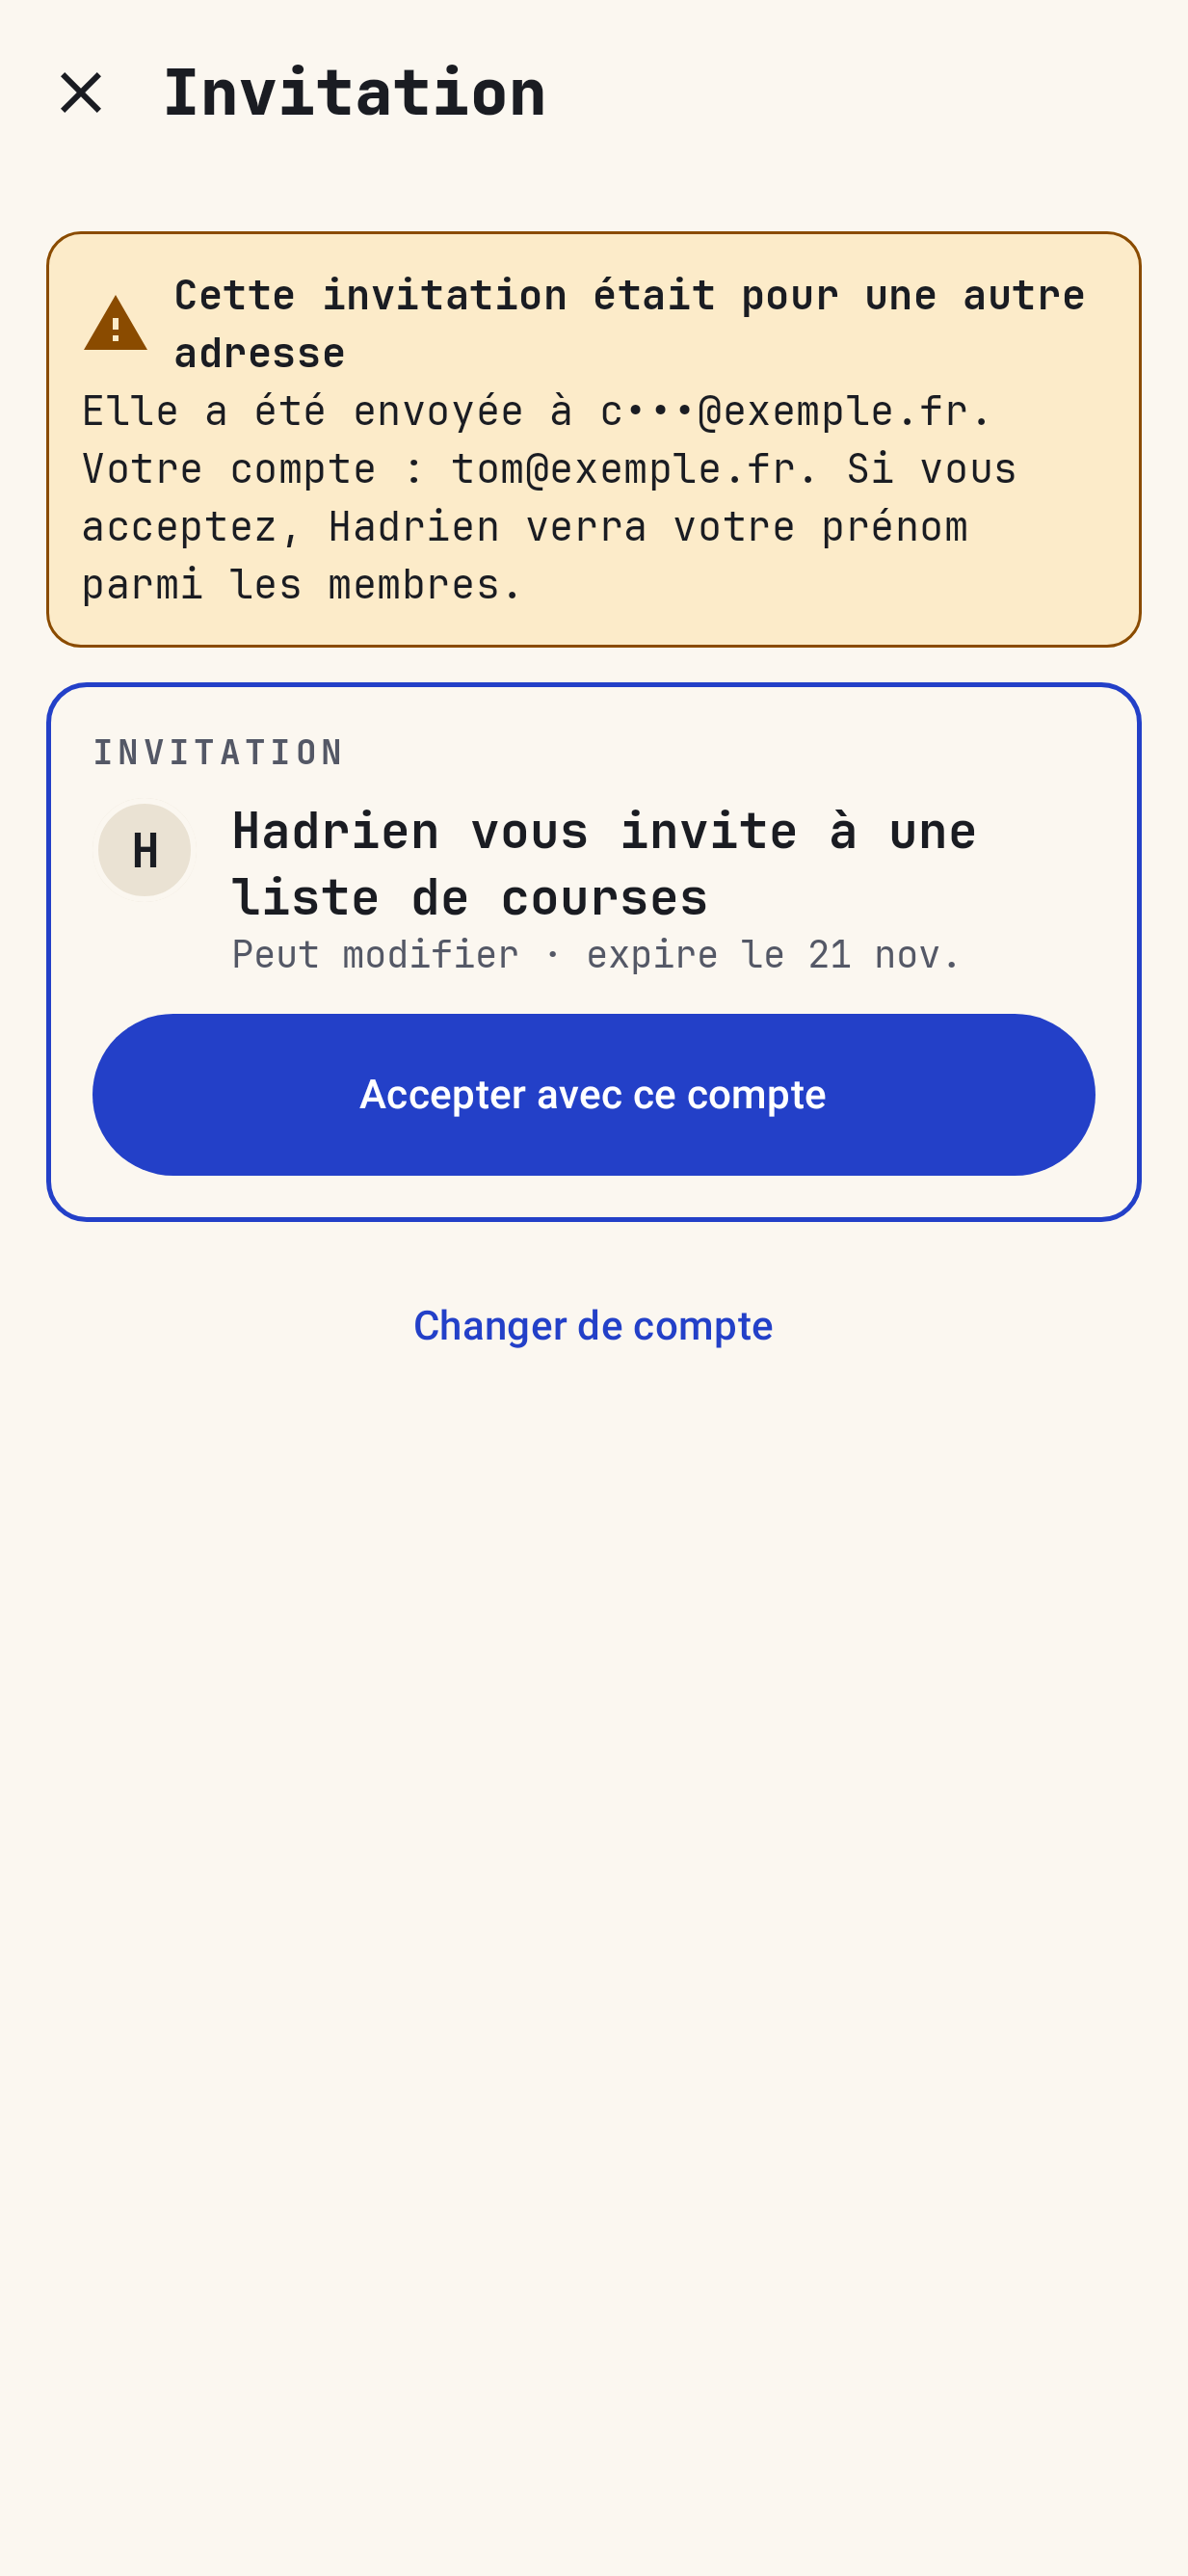 Invitation
Cette invitation était pour une autre
adresse
Elle a été envoyée à c•••@exemple.fr.
Votre compte : tom@exemple.fr. Si vous
acceptez, Hadrien verra votre prénom
parmi les membres.
INVITATION
H
Hadrien vous invite à une
liste de courses
Peut modifier · expire le 21 nov.
Accepter avec ce compte
Changer de compte